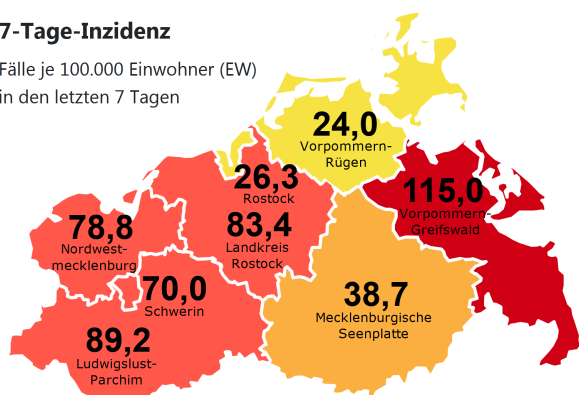 7-Tage-Inzidenz
Fälle je 100.000 Einwohner (EW)
in den letzten 7 Tagen
24,0
Vorpommern-
Rügen
26,3
Rostock
115,0
Vorpommern-
Greifswald
78,8
Nordwest-
mecklenburg
83,4
Landkreis
Rostock
70,0
Schwerin
38,7
Mecklenburgische
Seenplatte
89,2
Ludwigslust-
Parchim